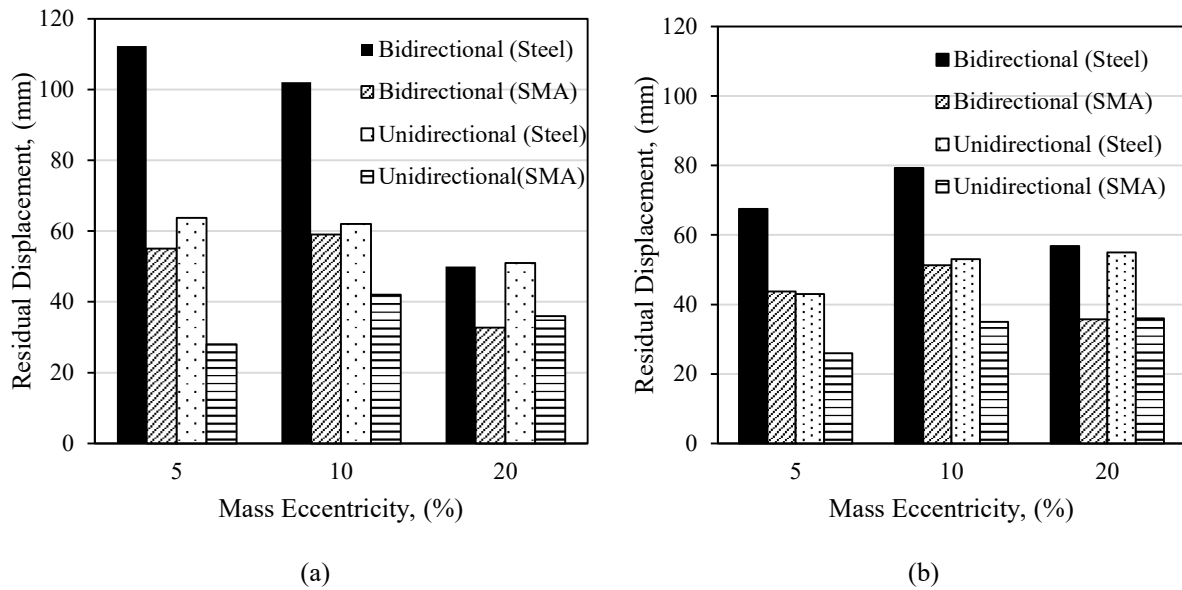 120
100
80
60
40
20
0
Residual Displacement, (mm)
Bidirectional (Steel)
Bidirectional (SMA)
Unidirectional (Steel)
Unidirectional(SMA)
5 10 20
Mass Eccentricity, (%)
(a)
120
100
80
60
40
20
0
Residual Displacement, (mm)
Bidirectional (Steel)
Bidirectional (SMA)
Unidirectional (Steel)
Unidirectional (SMA)
5 10 20
Mass Eccentricity, (%)
(b)